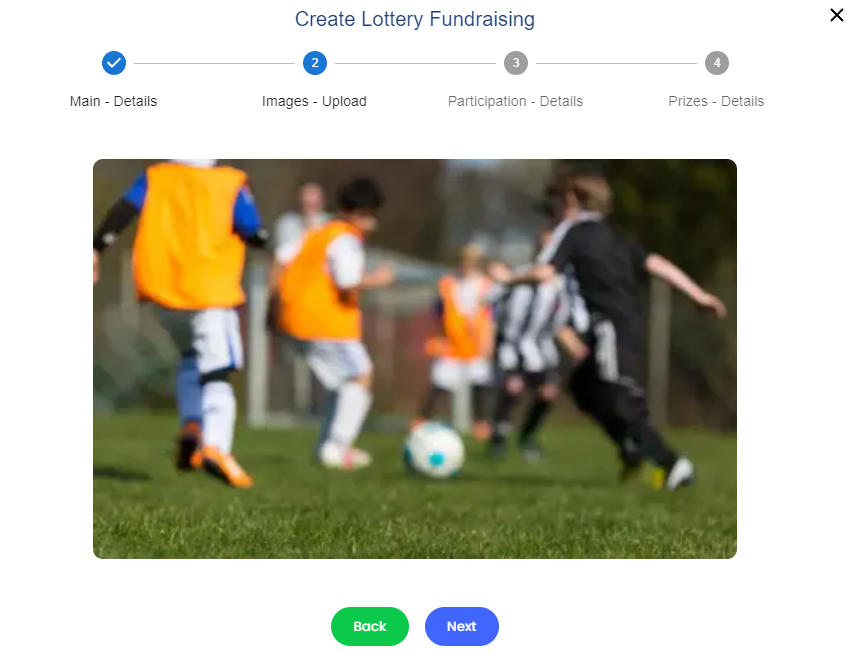 Create Lottery Fundraising
2
3
4
Main - Details
Images - Upload
Participation - Details
Prizes - Details
Back
Next